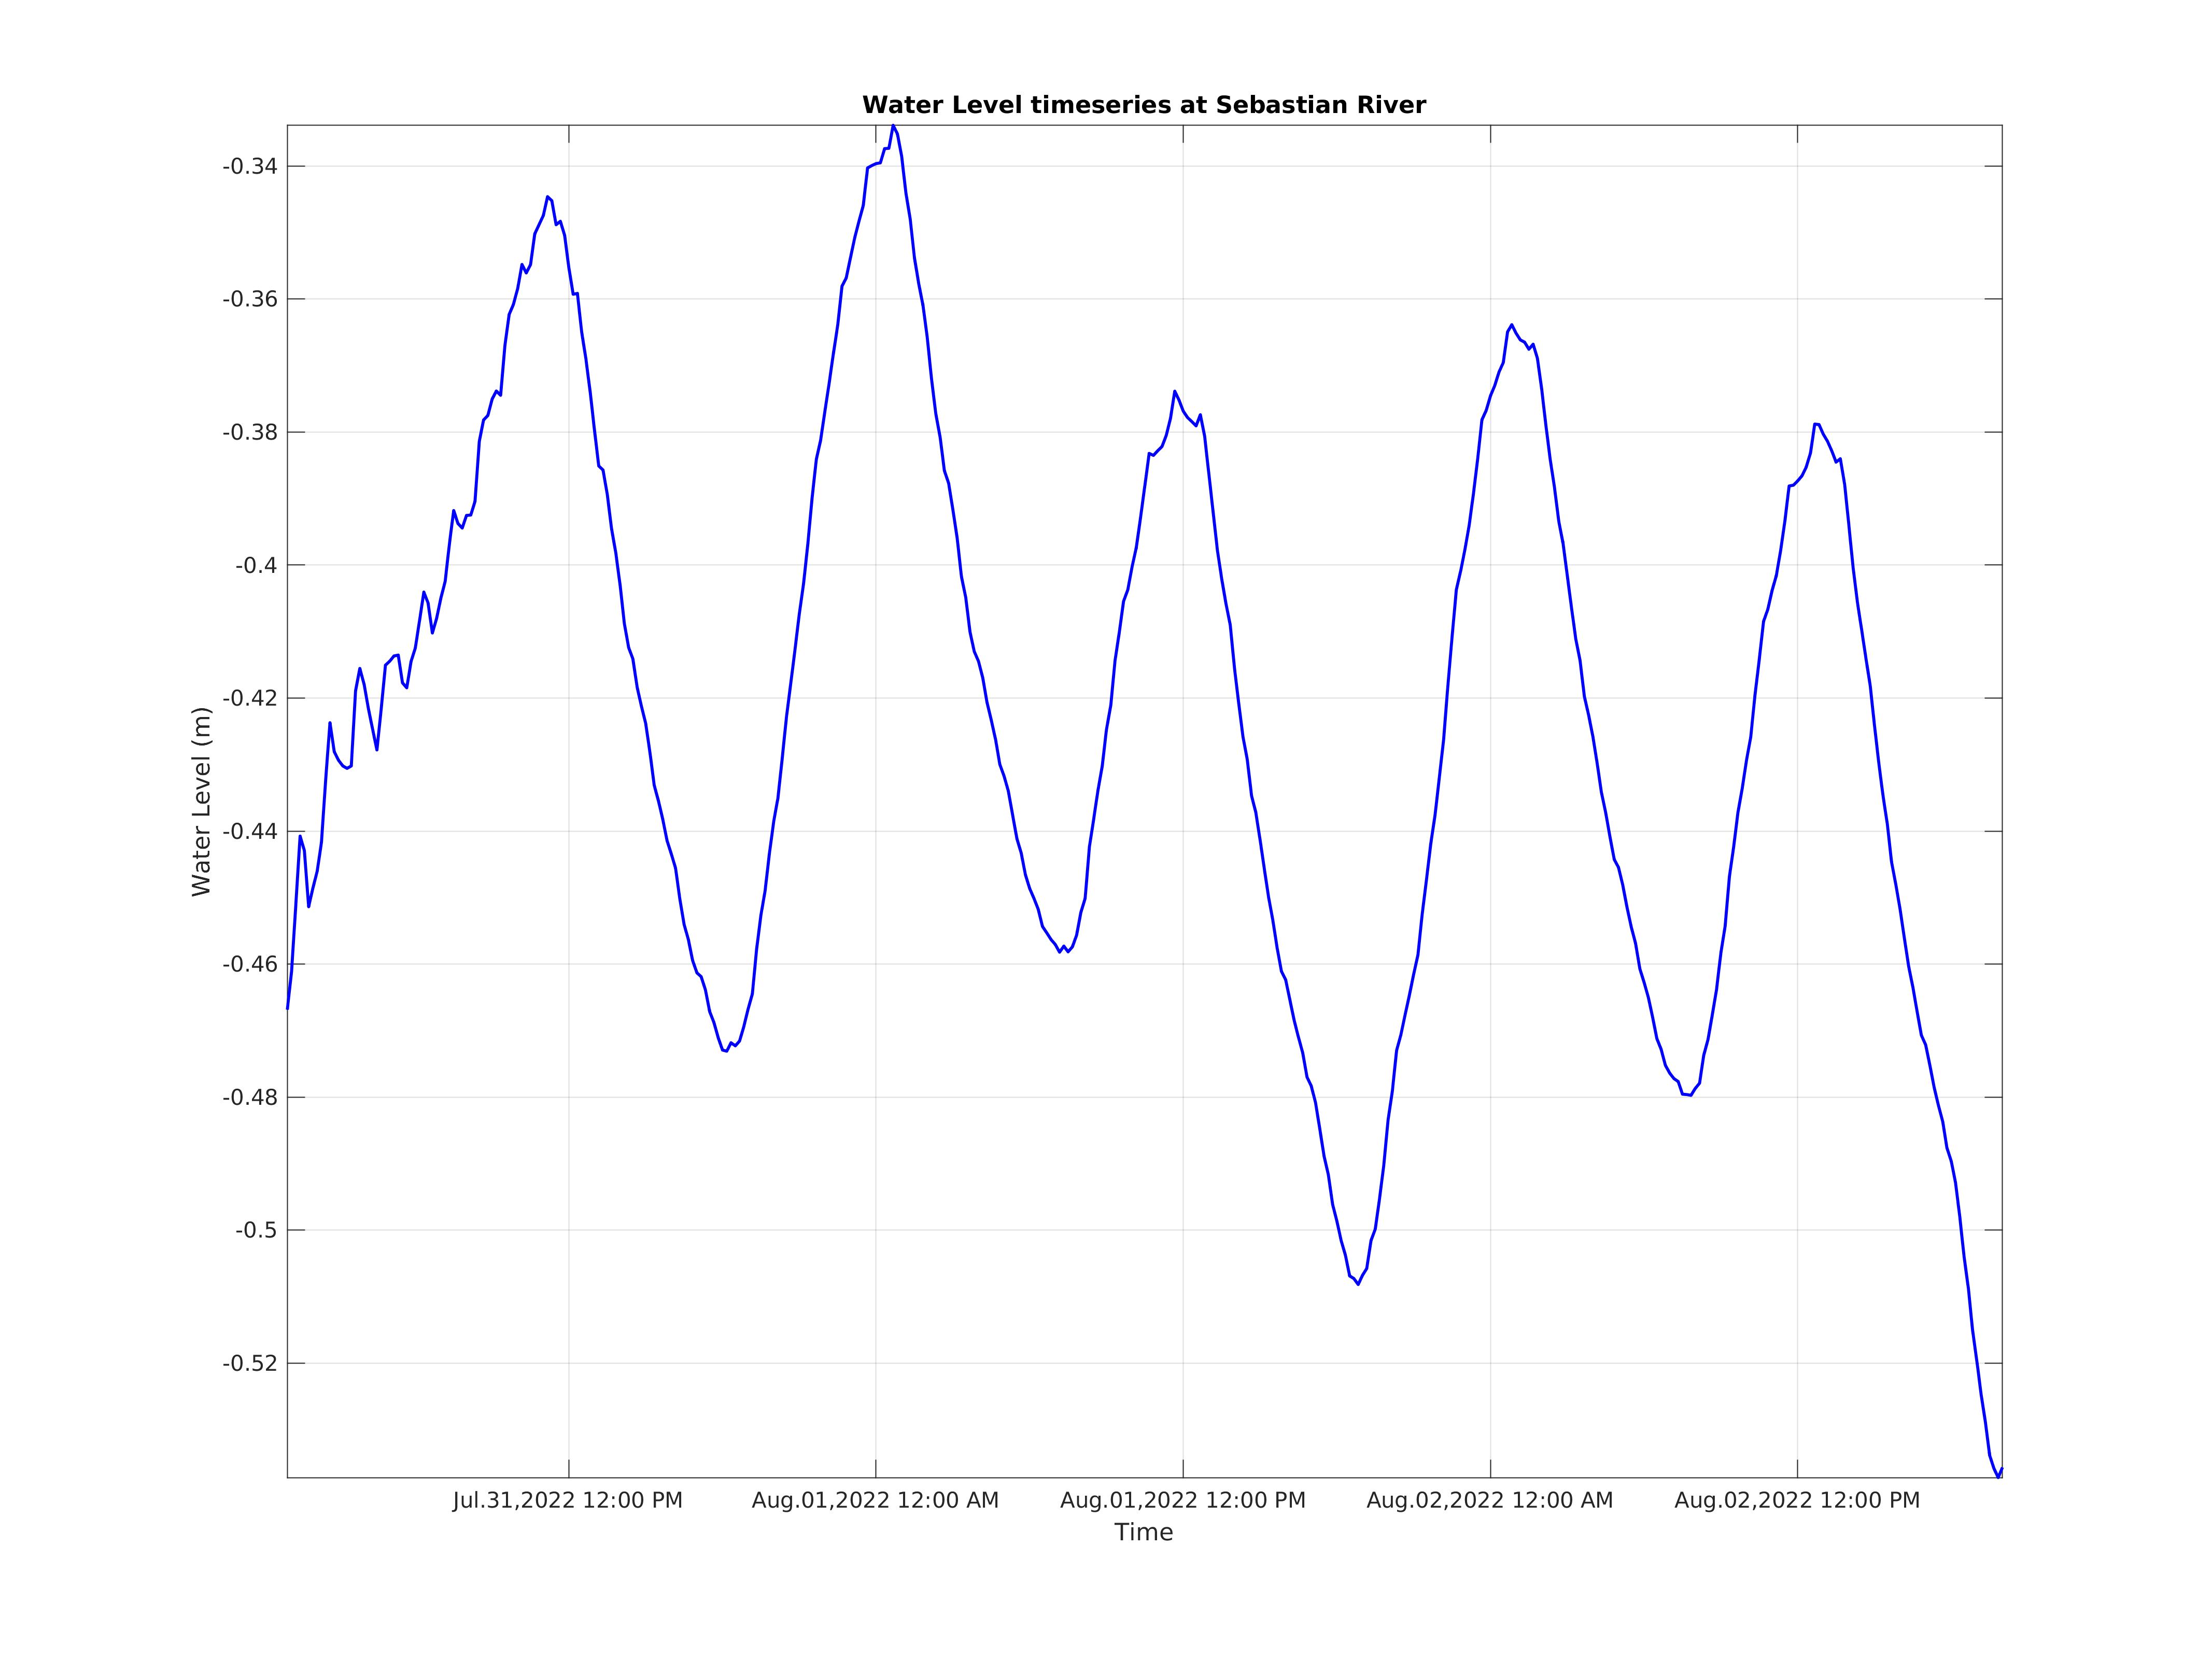 Water Level timeseries at Sebastian River
-0.34
-0.36
-0.38
-0.4
-0.42
-0.44
-0.46
-0.48
-0.5
-0.52
Water Level (m)
Jul.31,2022 12:00 PM
Aug.01,2022 12:00 AM
Aug.01,2022 12:00 PM
Aug.02,2022 12:00 AM
Aug.02,2022 12:00 PM
Time